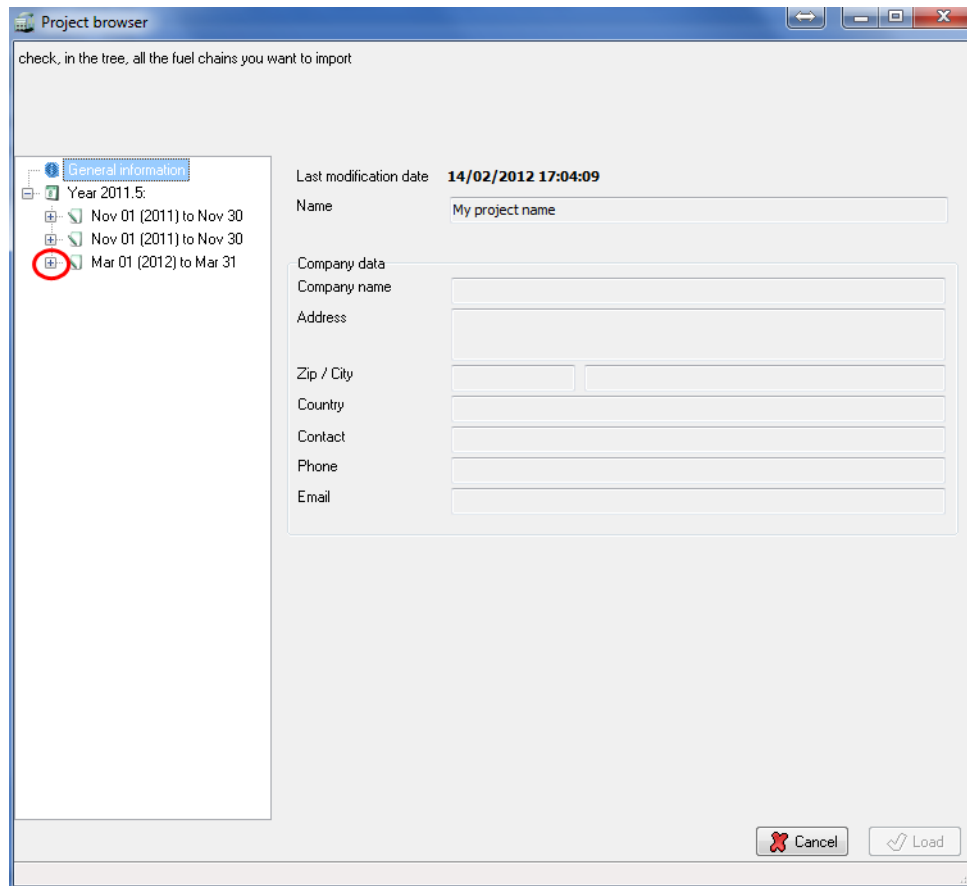 Project browser
check, in the tree, all the fuel chains you want to import
General information
Year 2011.5:
Nov 01 (2011) to Nov 30
Nov 01 (2011) to Nov 30
Mar 01 (2012) to Mar 31
Last modification date 14/02/2012 17:04:09
Name My project name
Company data
Company name
Address
Zip / City
Country
Contact
Phone
Email
Cancel Load